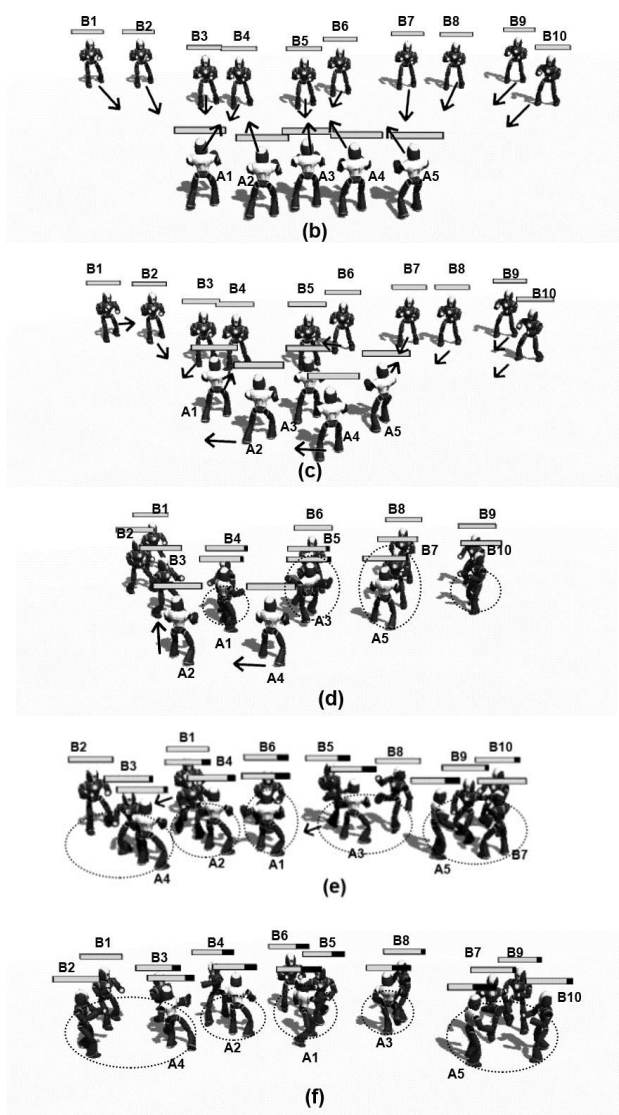 B1 B2 B3 B4 B5 B6 B7 B8 B9 B10
A1 A2 A3 A4 A5
(b)
B1 B2 B3 B4 B5 B6 B7 B8 B9 B10
A1 A2 A3 A4 A5
(c)
B1 B2 B3 B4 B6 B5 B8 B7 B9 B10
A2 A1 A4 A3 A5
(d)
B2 B3 B1 B4 B6 B5 B8 B9 B10
A4 A2 A1 A3 A5 B7
(e)
B2 B1 B3 B4 B6 B5 B8 B7 B9 B10
A4 A2 A1 A3 A5
(f)